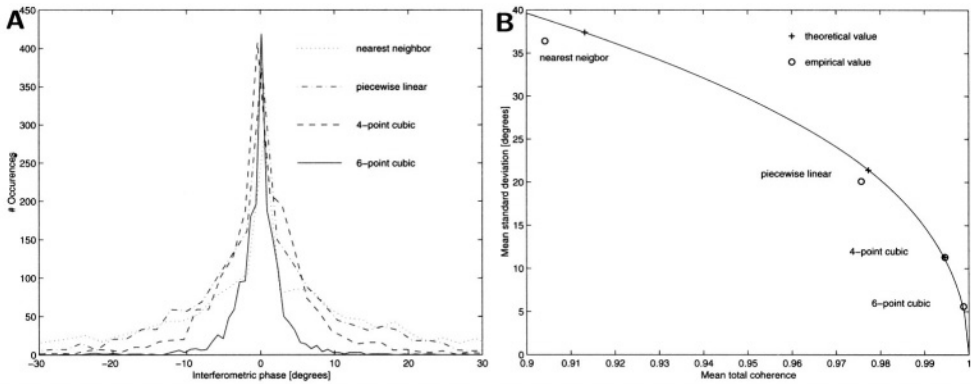 A
450
400
350
300
250
200
150
100
50
0
# Occurences
nearest neighbor
piecewise linear
4-point cubic
6-point cubic
-30
-20
-10
0
10
20
30
Interferometric phase [degrees]
B
40
35
30
25
20
15
10
5
0
Mean standard deviation [degrees]
theoretical value
empirical value
nearest neigbor
piecewise linear
4-point cubic
6-point cubic
0.9
0.91
0.92
0.93
0.94
0.95
0.96
0.97
0.98
0.99
Mean total coherence